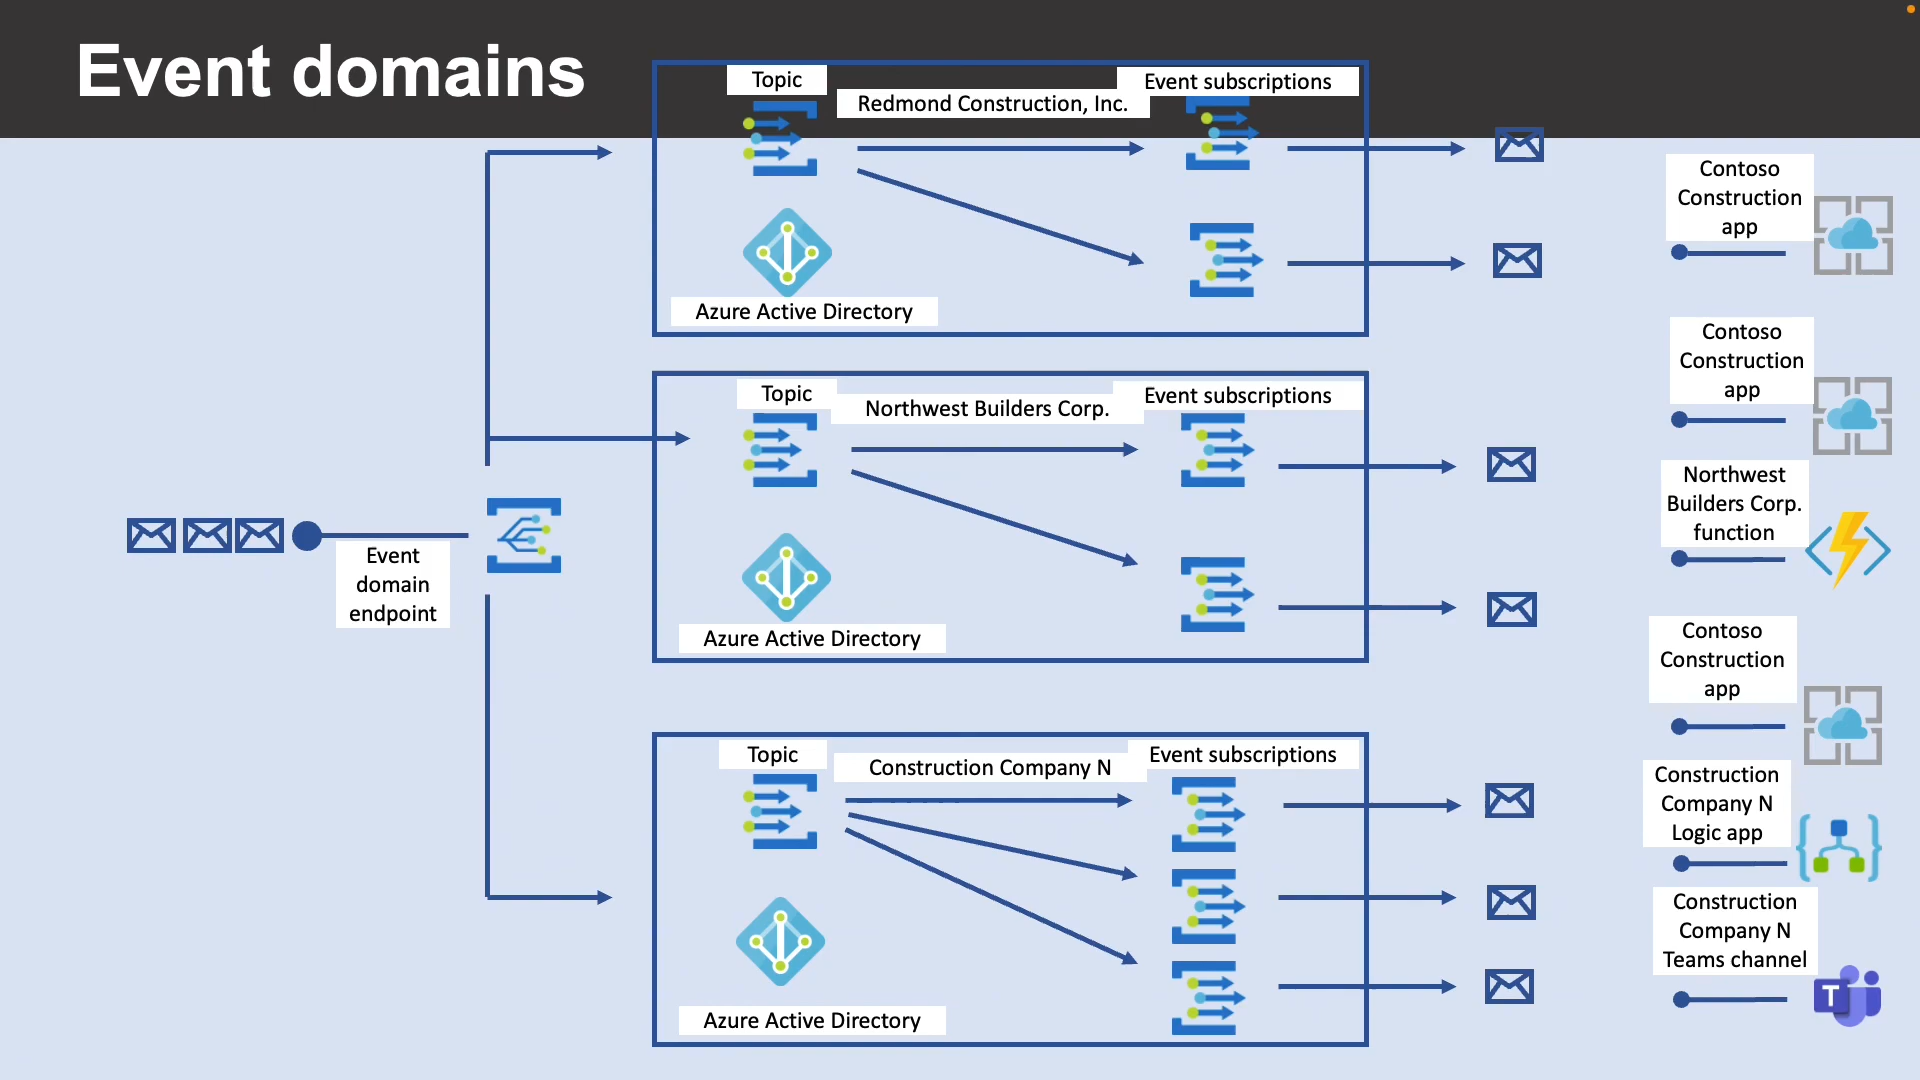 Event domains
Topic
Redmond Construction, Inc.
Event subscriptions
Azure Active Directory
Contoso
Construction
app
Topic
Northwest Builders Corp.
Event subscriptions
Azure Active Directory
Contoso
Construction
app
Northwest
Builders Corp.
function
Event
domain
endpoint
Topic
Construction Company N
Event subscriptions
Azure Active Directory
Contoso
Construction
app
Construction
Company N
Logic app
Construction
Company N
Teams channel
T